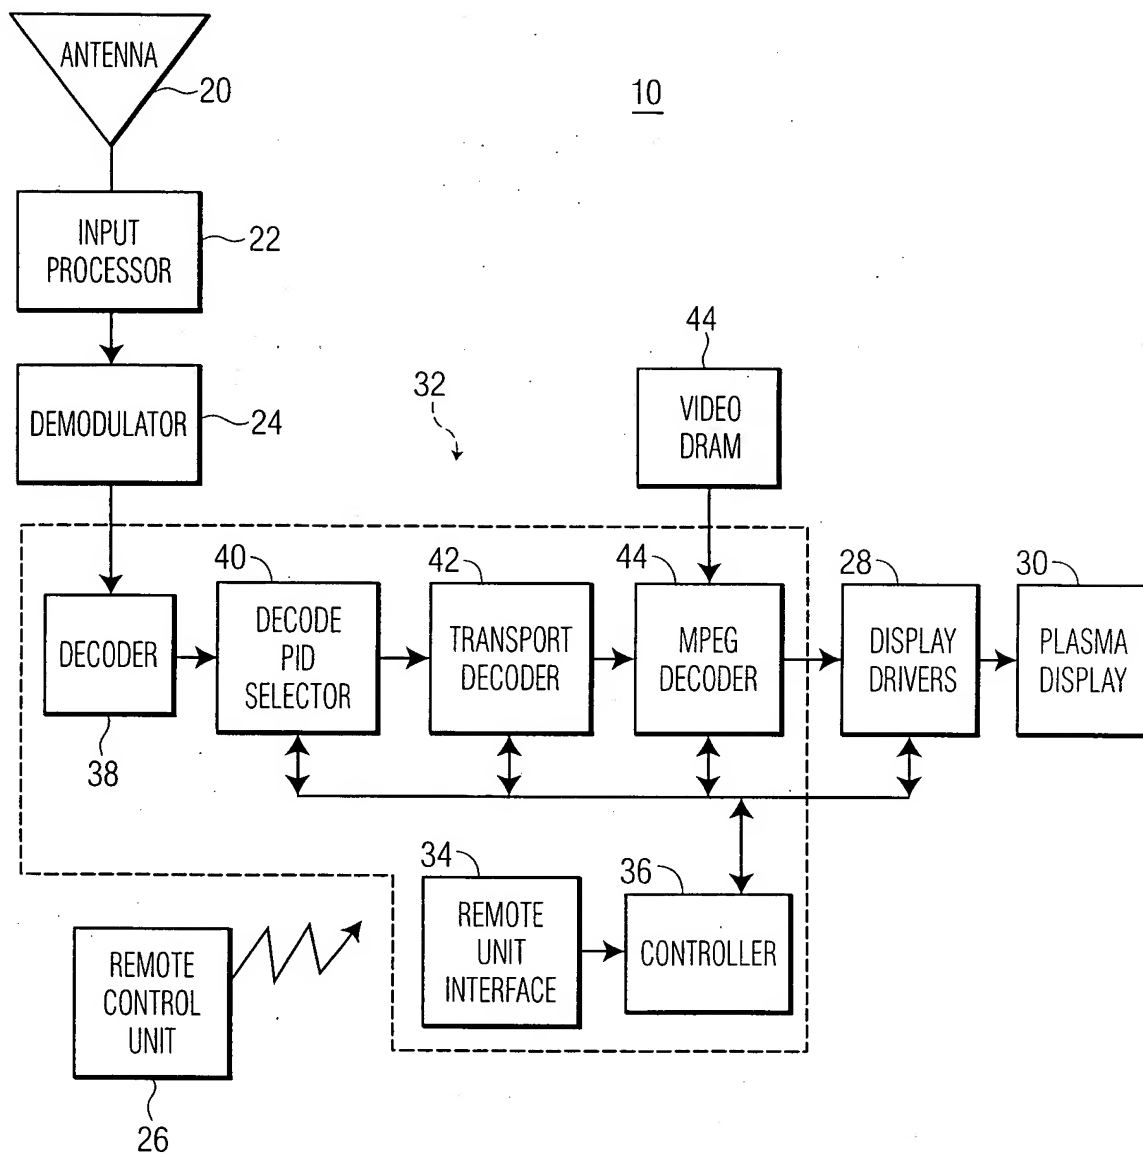 ANTENNA
20
10
INPUT
PROCESSOR
22
DEMODULATOR
24
32
44
VIDEO
DRAM
40
42
44
28
30
DECODER
38
DECODE
PID
SELECTOR
TRANSPORT
DECODER
MPEG
DECODER
DISPLAY
DRIVERS
PLASMA
DISPLAY
34
REMOTE
UNIT
INTERFACE
36
CONTROLLER
REMOTE
CONTROL
UNIT
26